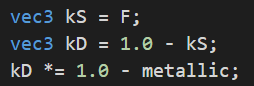 vec3 kS = F;
vec3 kD = 1.0 - kS;
kD *= 1.0 - metallic;